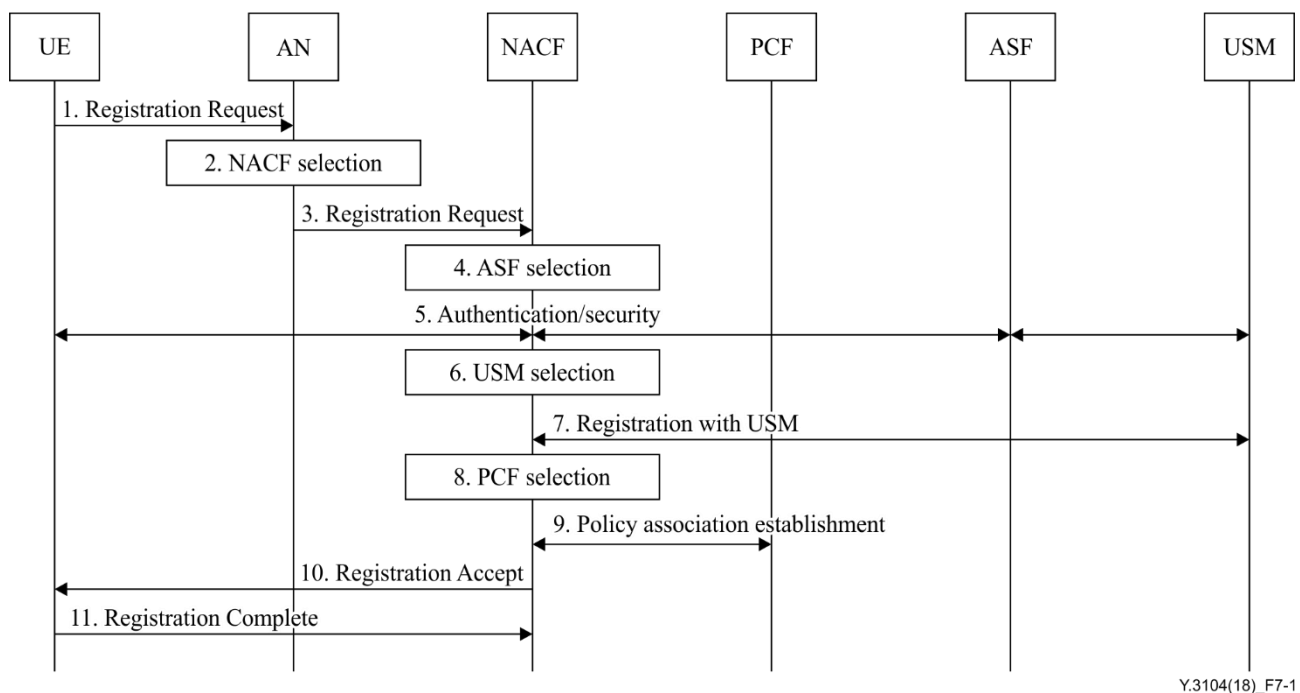 UE
AN
NACF
PCF
ASF
USM
1. Registration Request
2. NACF selection
3. Registration Request
4. ASF selection
5. Authentication/security
6. USM selection
7. Registration with USM
8. PCF selection
9. Policy association establishment
10. Registration Accept
11. Registration Complete
Y.3104(18)_F7-1